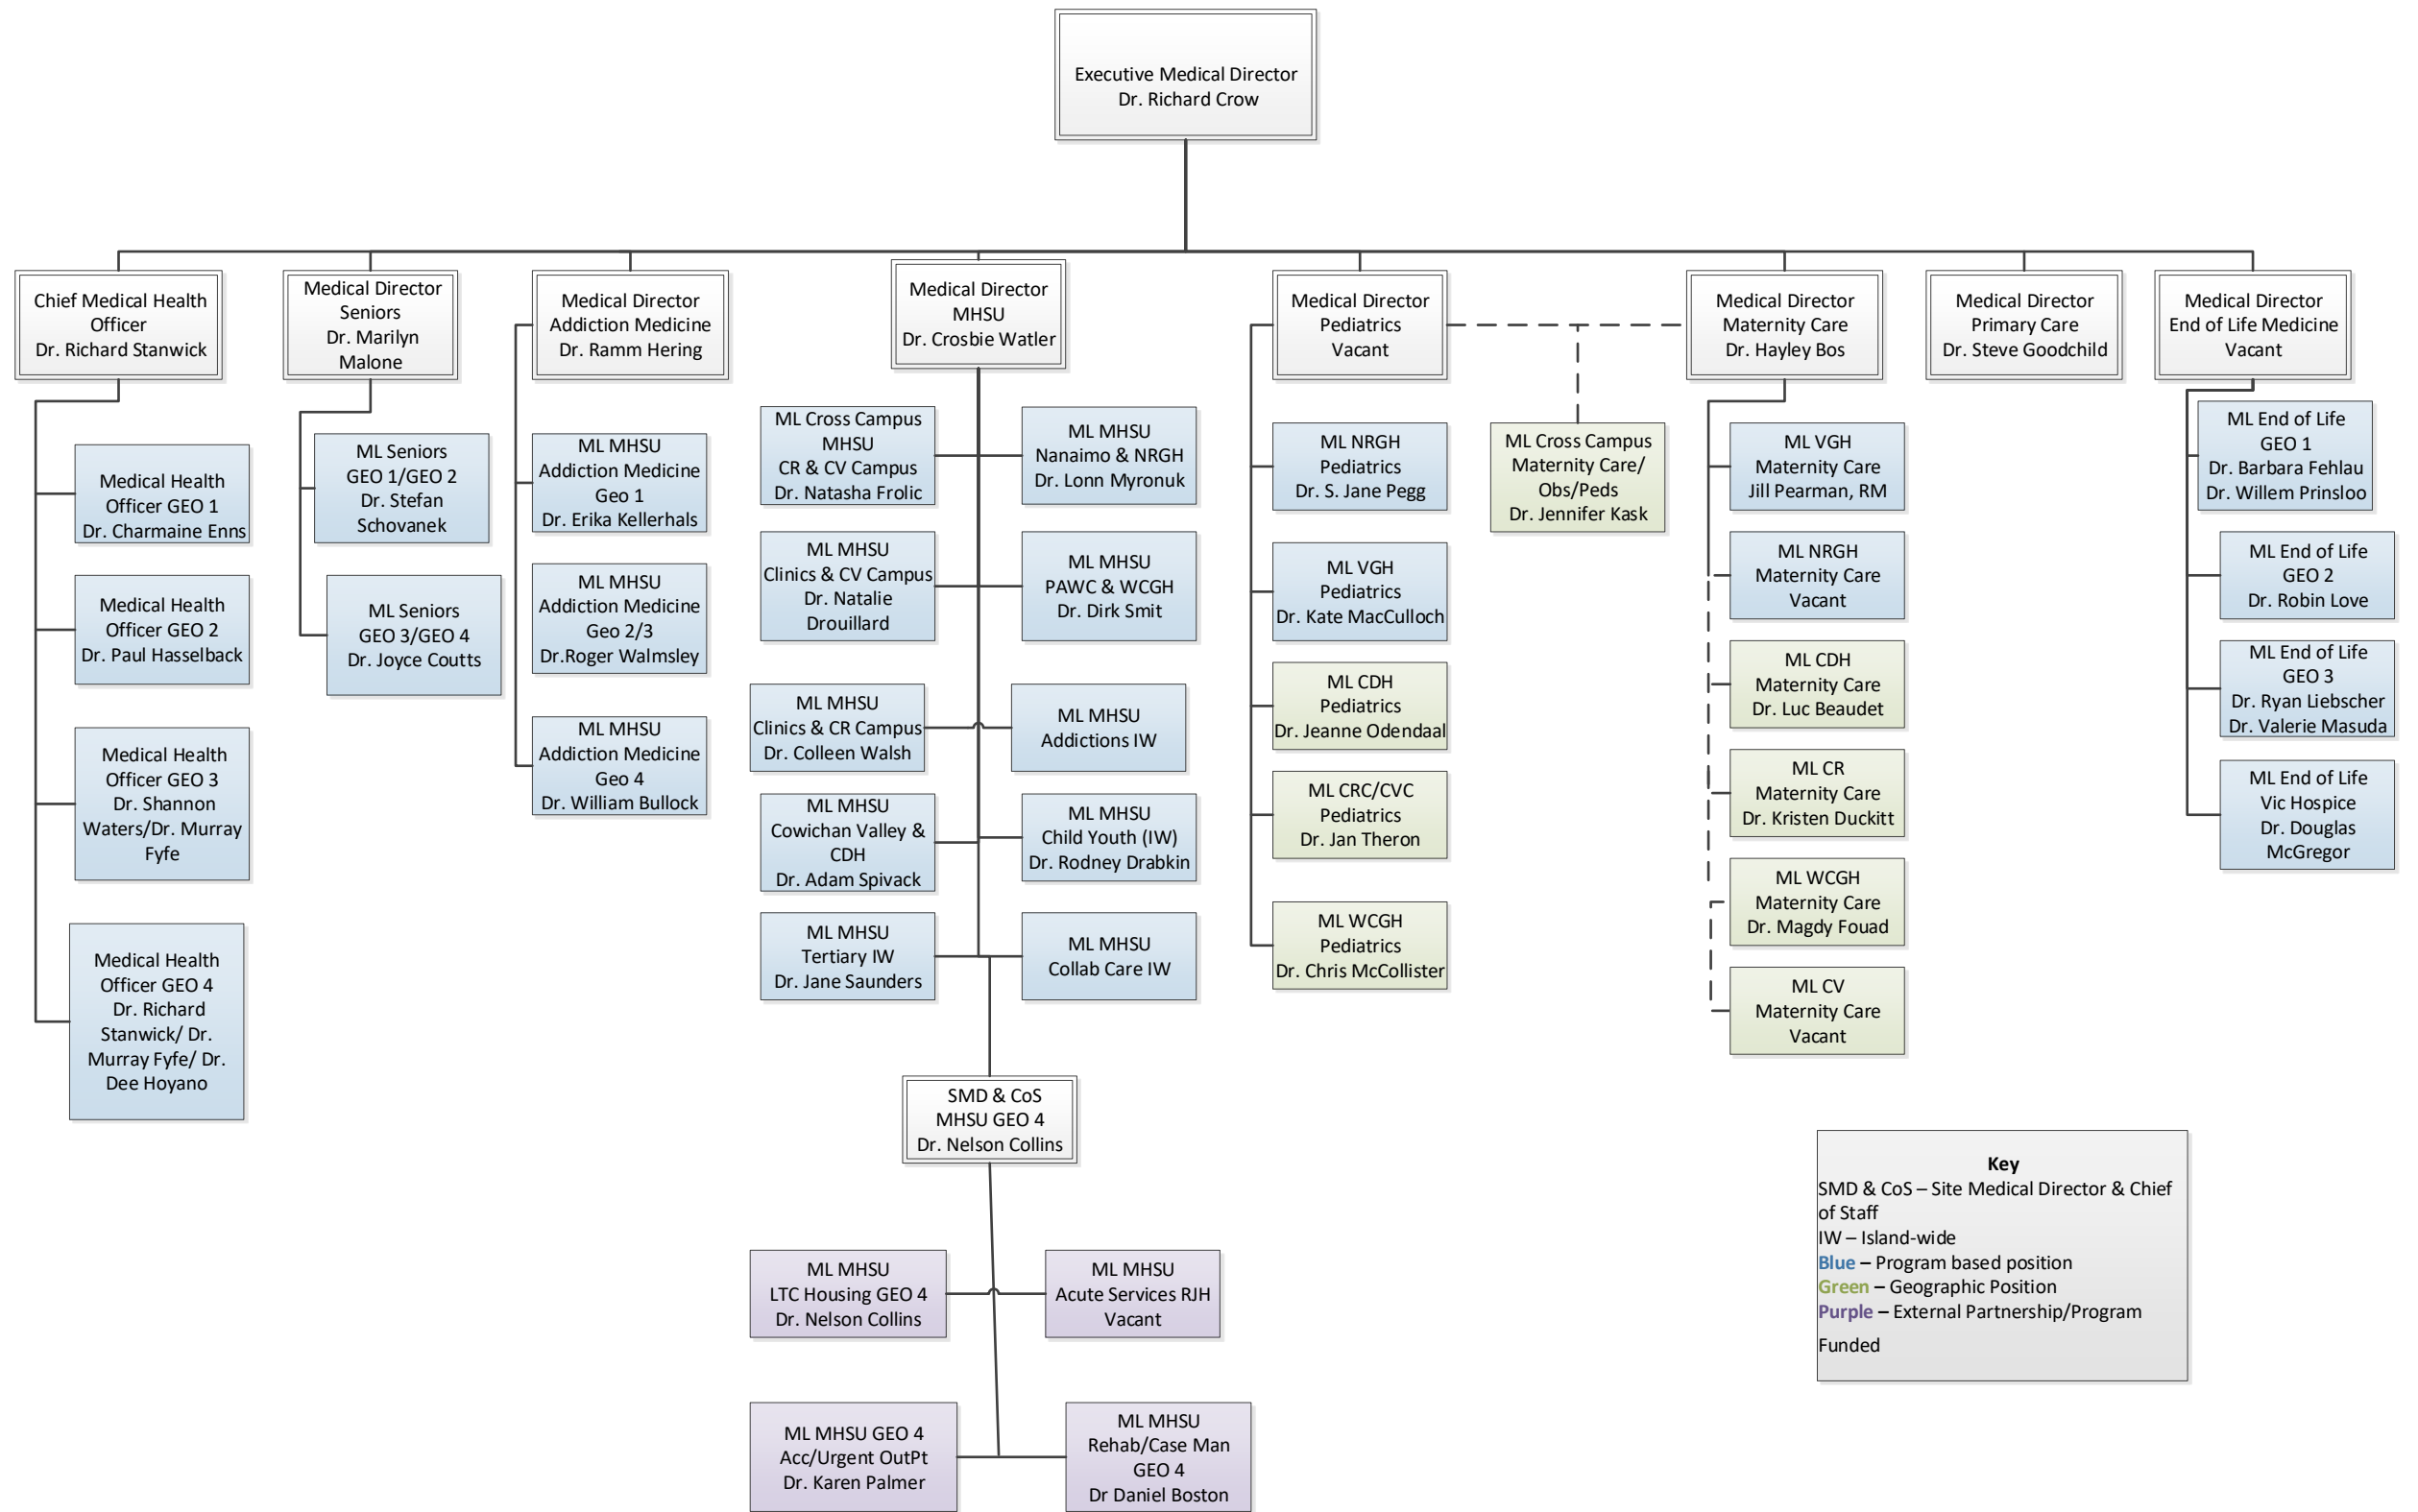 Executive Medical Director
Dr. Richard Crow
Chief Medical Health
Officer
Dr. Richard Stanwick
Medical Director
Seniors
Dr. Marilyn
Malone
Medical Director
Addiction Medicine
Dr. Ramm Hering
Medical Director
MHSU
Dr. Crosbie Watler
Medical Director
Pediatrics
Vacant
Medical Director
Maternity Care
Dr. Hayley Bos
Medical Director
Primary Care
Dr. Steve Goodchild
Medical Director
End of Life Medicine
Vacant
Medical Health
Officer GEO 1
Dr. Charmaine Enns
Medical Health
Officer GEO 2
Dr. Paul Hasselback
Medical Health
Officer GEO 3
Dr. Shannon
Waters/Dr. Murray
Fyfe
Medical Health
Officer GEO 4
Dr. Richard
Stanwick/ Dr.
Murray Fyfe/ Dr.
Dee Hoyano
ML Seniors
GEO 1/GEO 2
Dr. Stefan
Schovanek
ML Seniors
GEO 3/GEO 4
Dr. Joyce Coutts
ML MHSU
Addiction Medicine
Geo 1
Dr. Erika Kellerhals
ML MHSU
Addiction Medicine
Geo 2/3
Dr.Roger Walmsley
ML MHSU
Addiction Medicine
Geo 4
Dr. William Bullock
ML Cross Campus
MHSU
CR & CV Campus
Dr. Natasha Frolic
ML MHSU
Nanaimo & NRGH
Dr. Lonn Myronuk
ML MHSU
Clinics & CV Campus
Dr. Natalie
Drouillard
ML MHSU
PAWC & WCGH
Dr. Dirk Smit
ML MHSU
Clinics & CR Campus
Dr. Colleen Walsh
ML MHSU
Addictions IW
ML MHSU
Cowichan Valley &
CDH
Dr. Adam Spivack
ML MHSU
Child Youth (IW)
Dr. Rodney Drabkin
ML MHSU
Tertiary IW
Dr. Jane Saunders
ML MHSU
Collab Care IW
SMD & CoS
MHSU GEO 4
Dr. Nelson Collins
ML MHSU
LTC Housing GEO 4
Dr. Nelson Collins
ML MHSU
Acute Services RJH
Vacant
ML MHSU GEO 4
Acc/Urgent OutPt
Dr. Karen Palmer
ML MHSU
Rehab/Case Man
GEO 4
Dr Daniel Boston
ML NRGH
Pediatrics
Dr. S. Jane Pegg
ML VGH
Pediatrics
Dr. Kate MacCulloch
ML CDH
Pediatrics
Dr. Jeanne Odendaal
ML CRC/CVC
Pediatrics
Dr. Jan Theron
ML WCGH
Pediatrics
Dr. Chris McCollister
ML Cross Campus
Maternity Care/
Obs/Peds
Dr. Jennifer Kask
ML VGH
Maternity Care
Jill Pearman, RM
ML NRGH
Maternity Care
Vacant
ML CDH
Maternity Care
Dr. Luc Beaudet
ML CR
Maternity Care
Dr. Kristen Duckitt
ML WCGH
Maternity Care
Dr. Magdy Fouad
ML CV
Maternity Care
Vacant
ML End of Life
GEO 1
Dr. Barbara Fehlau
Dr. Willem Prinsloo
ML End of Life
GEO 2
Dr. Robin Love
ML End of Life
GEO 3
Dr. Ryan Liebscher
Dr. Valerie Masuda
ML End of Life
Vic Hospice
Dr. Douglas
McGregor
Key
SMD & CoS – Site Medical Director & Chief
of Staff
IW – Island-wide
Blue – Program based position
Green – Geographic Position
Purple – External Partnership/Program
Funded